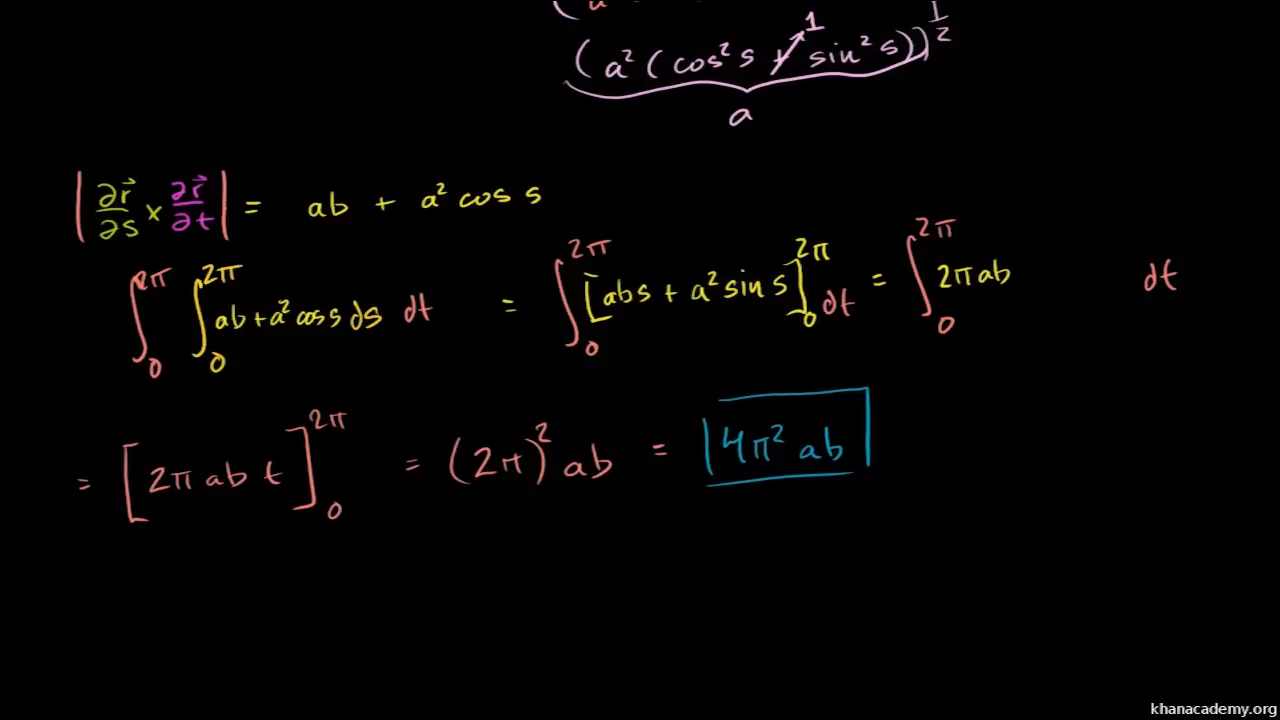 (a² (cos² s + sin² s))^{1/2}
1
a
|∂r⃗/∂s × ∂r⃗/∂t| = ab + a² cos s
∫₀^{2π} ∫₀^{2π} ab + a² cos s ds dt = ∫₀^{2π} [abs + a² sin s]₀^{2π} dt = ∫₀^{2π} 2π ab dt
= [2π ab t]₀^{2π} = (2π)² ab = 4π² ab
khanacademy.org